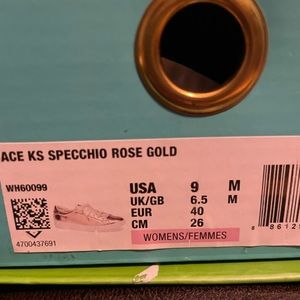 ACE KS SPECCHIO ROSE GOLD
WH60099
USA 9 M
UK/GB 6.5 M
EUR 40
CM 26
4700437691
WOMENS/FEMMES